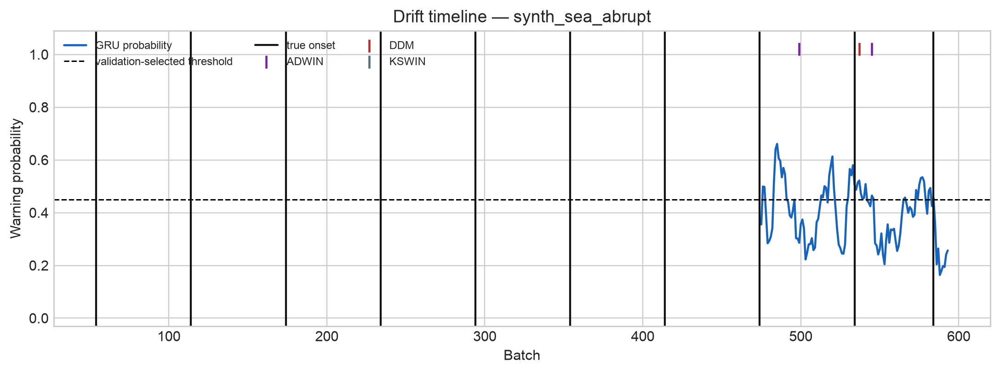 Drift timeline — synth_sea_abrupt
GRU probability
validation-selected threshold
true onset
ADWIN
DDM
KSWIN
Warning probability
1.0
0.8
0.6
0.4
0.2
0.0
100
200
300
400
500
600
Batch